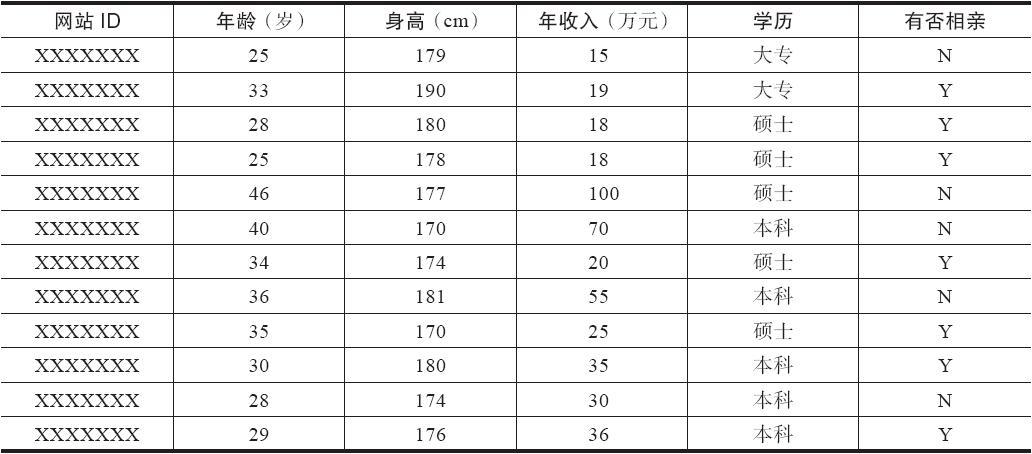 网站 ID 年龄（岁） 身高（cm） 年收入（万元） 学历 有否相亲
XXXXXXX 25 179 15 大专 N
XXXXXXX 33 190 19 大专 Y
XXXXXXX 28 180 18 硕士 Y
XXXXXXX 25 178 18 硕士 Y
XXXXXXX 46 177 100 硕士 N
XXXXXXX 40 170 70 本科 N
XXXXXXX 34 174 20 硕士 Y
XXXXXXX 36 181 55 本科 N
XXXXXXX 35 170 25 硕士 Y
XXXXXXX 30 180 35 本科 Y
XXXXXXX 28 174 30 本科 N
XXXXXXX 29 176 36 本科 Y